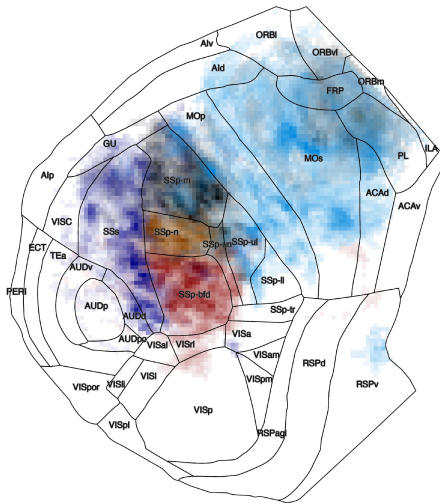 ORBl
AIv
ORBvl
AId
ORBm
FRP
MOp
GU
ILA
PL
MOs
AIp
SSp-m
ACAd
ACAv
VISC
SSs
SSp-n
SSp-un
SSp-ul
ECT
TEa
AUDv
SSp-ll
PERI
SSp-bfd
AUDp
AUDd
SSp-tr
AUDpo
VISal
VISrl
VISa
VISam
RSPd
VISpor
VISli
VISl
VISpm
RSPv
VISp
VISpl
RSPagl